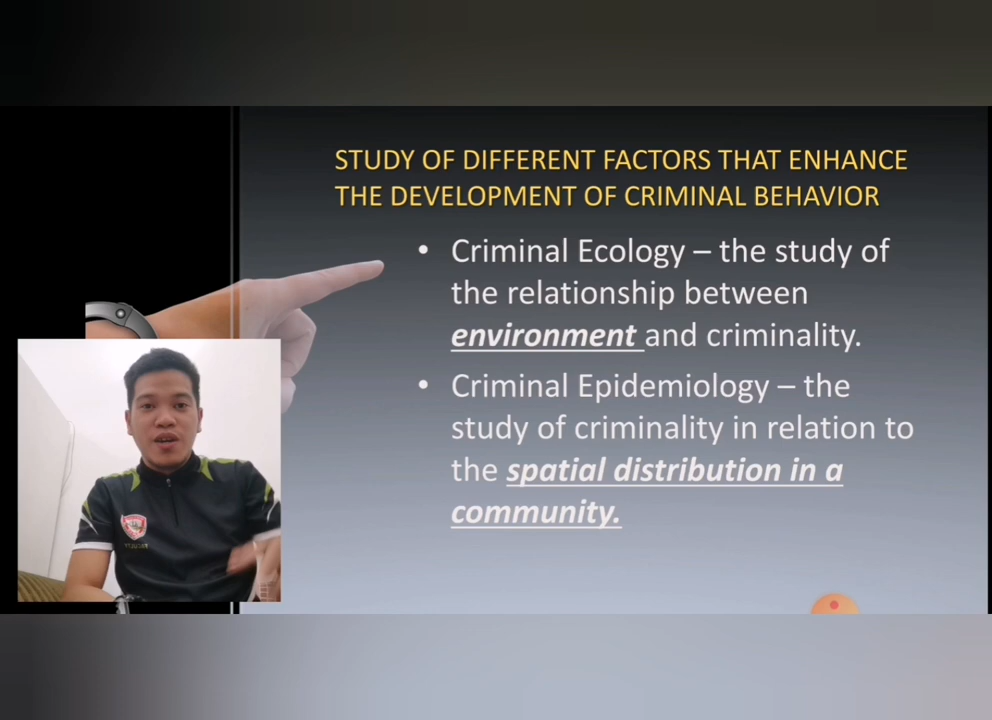 STUDY OF DIFFERENT FACTORS THAT ENHANCE
THE DEVELOPMENT OF CRIMINAL BEHAVIOR
• Criminal Ecology – the study of
the relationship between
environment and criminality.
• Criminal Epidemiology – the
study of criminality in relation to
the spatial distribution in a
community.